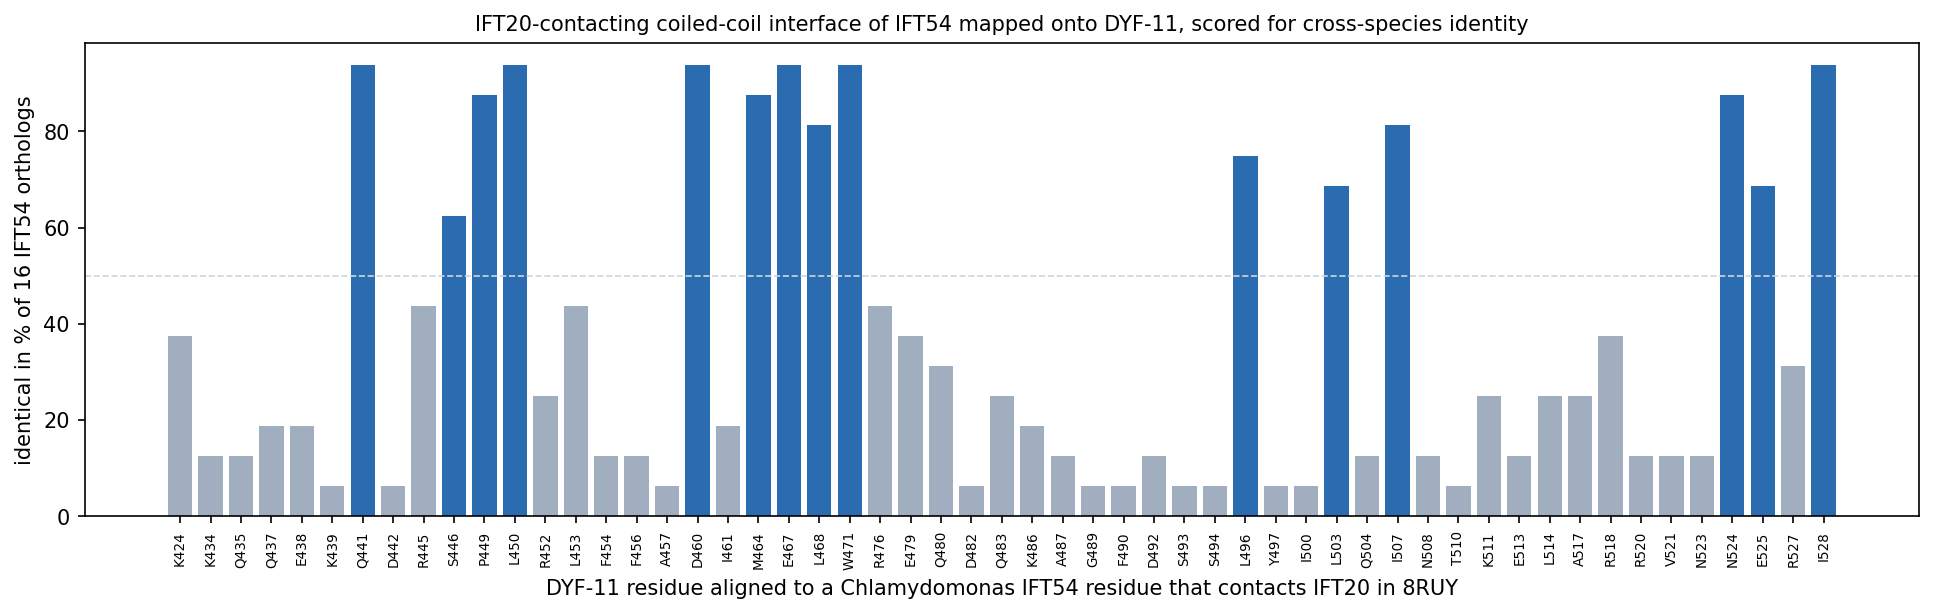 IFT20-contacting coiled-coil interface of IFT54 mapped onto DYF-11, scored for cross-species identity
identical in % of 16 IFT54 orthologs
80
60
40
20
0
K424 K434 Q435 Q437 E438 K439 Q441 D442 R445 S446 P449 L450 R452 L453 F454 F456 A457 D460 I461 M464 E467 L468 W471 R476 E479 Q480 D482 Q483 K486 A487 G489 F490 D492 S493 S494 L496 Y497 I500 L503 Q504 I507 N508 T510 K511 E513 L514 A517 R518 R520 V521 N523 N524 E525 R527 I528
DYF-11 residue aligned to a Chlamydomonas IFT54 residue that contacts IFT20 in 8RUY